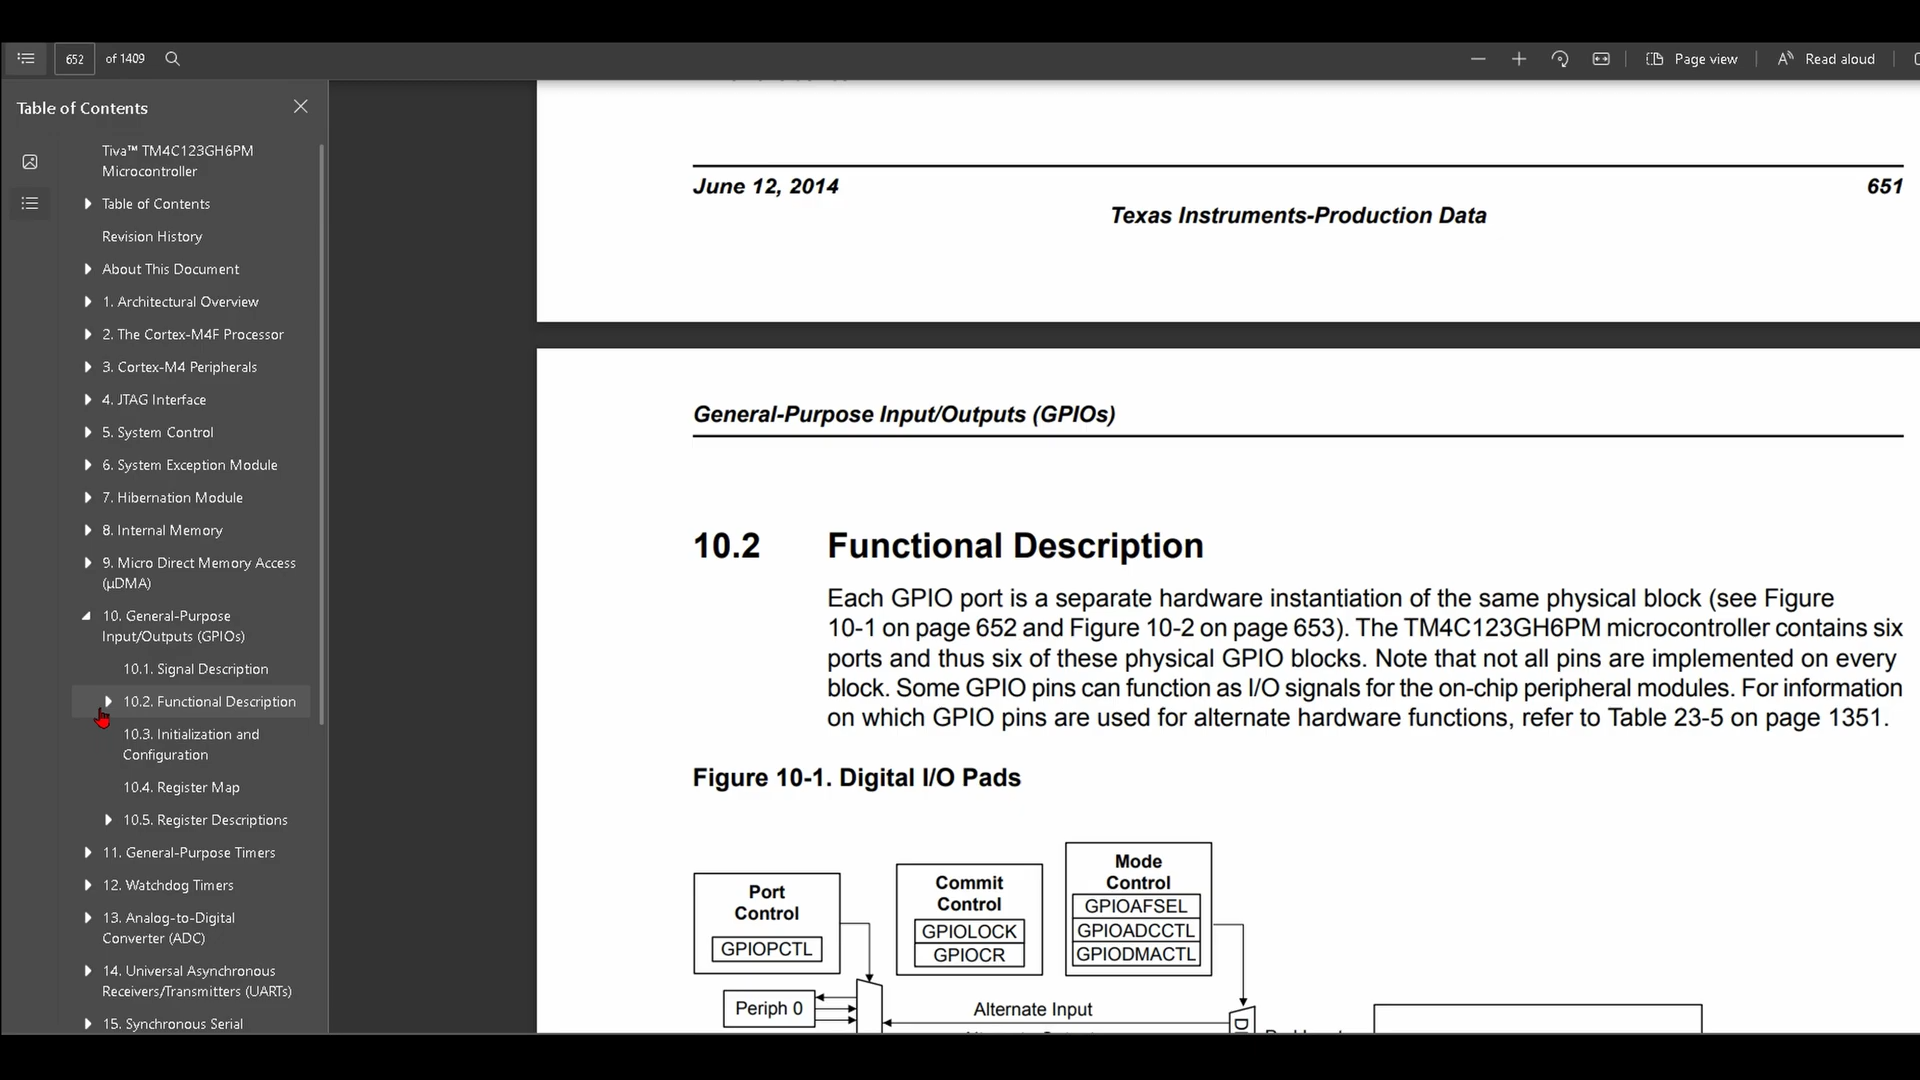 652 of 1409
Page view
Read aloud
Table of Contents
Tiva™ TM4C123GH6PM
Microcontroller
Table of Contents
Revision History
About This Document
1. Architectural Overview
2. The Cortex-M4F Processor
3. Cortex-M4 Peripherals
4. JTAG Interface
5. System Control
6. System Exception Module
7. Hibernation Module
8. Internal Memory
9. Micro Direct Memory Access
(μDMA)
10. General-Purpose
Input/Outputs (GPIOs)
10.1. Signal Description
10.2. Functional Description
10.3. Initialization and
Configuration
10.4. Register Map
10.5. Register Descriptions
11. General-Purpose Timers
12. Watchdog Timers
13. Analog-to-Digital
Converter (ADC)
14. Universal Asynchronous
Receivers/Transmitters (UARTs)
15. Synchronous Serial
June 12, 2014
651
Texas Instruments-Production Data
General-Purpose Input/Outputs (GPIOs)
10.2 Functional Description
Each GPIO port is a separate hardware instantiation of the same physical block (see Figure
10-1 on page 652 and Figure 10-2 on page 653). The TM4C123GH6PM microcontroller contains six
ports and thus six of these physical GPIO blocks. Note that not all pins are implemented on every
block. Some GPIO pins can function as I/O signals for the on-chip peripheral modules. For information
on which GPIO pins are used for alternate hardware functions, refer to Table 23-5 on page 1351.
Figure 10-1. Digital I/O Pads
Port
Control
GPIOPCTL
Commit
Control
GPIOLOCK
GPIOCR
Mode
Control
GPIOAFSEL
GPIOADCCTL
GPIODMACTL
Periph 0
Alternate Input